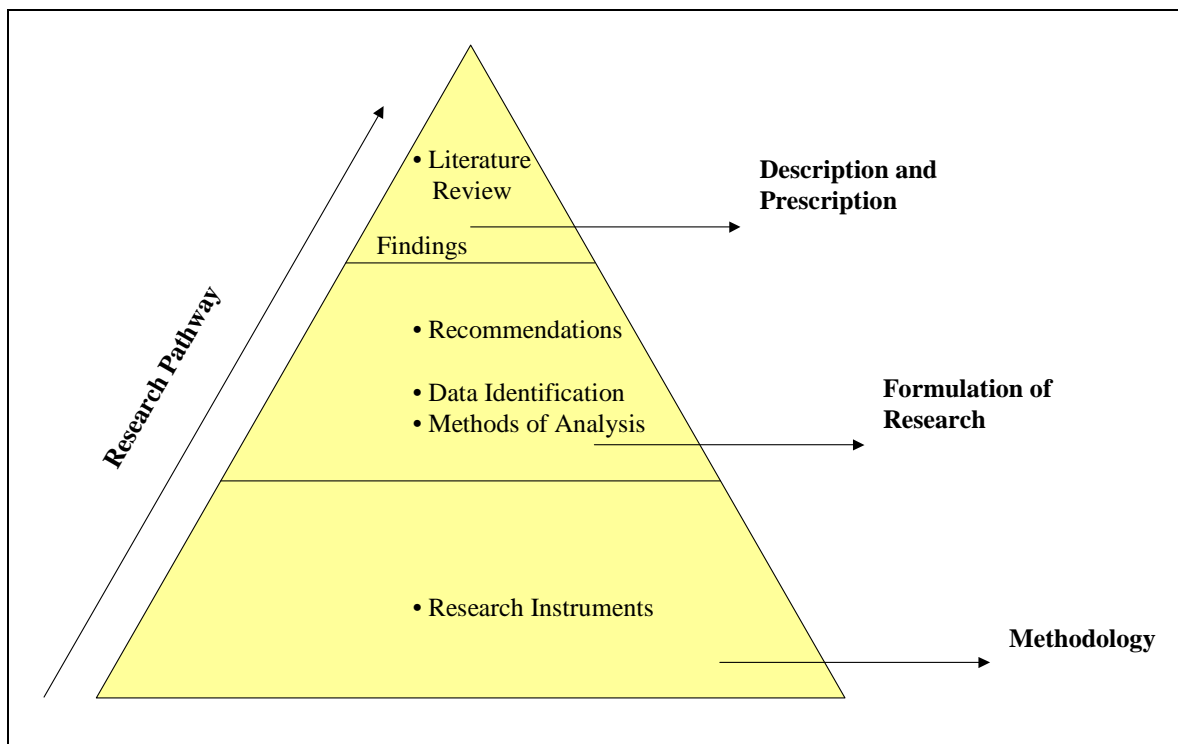 • Literature
Review
Description and
Prescription
Findings
Research Pathway
• Recommendations
• Data Identification
• Methods of Analysis
Formulation of
Research
• Research Instruments
Methodology